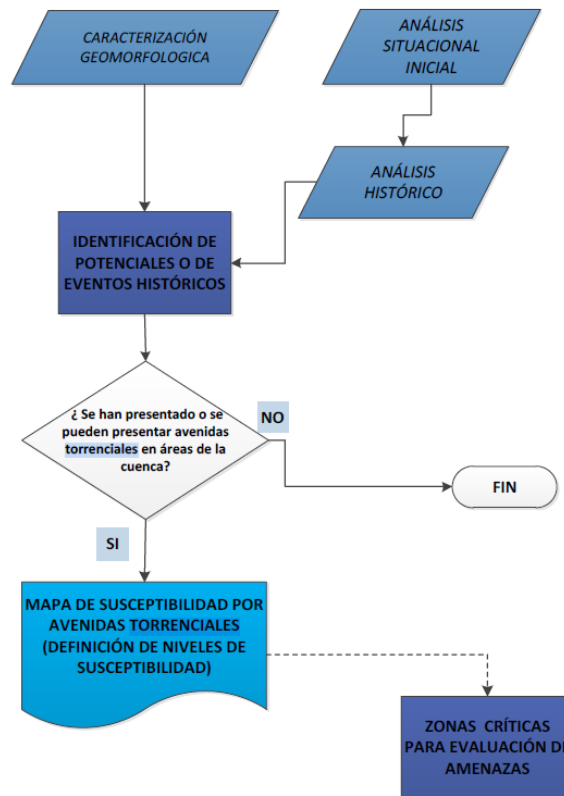 CARACTERIZACIÓN
GEOMORFOLOGICA
ANÁLISIS
SITUACIONAL
INICIAL
ANÁLISIS
HISTÓRICO
IDENTIFICACIÓN DE
POTENCIALES O DE
EVENTOS HISTÓRICOS
¿ Se han presentado o se
pueden presentar avenidas
torrenciales en áreas de la
cuenca?
NO
FIN
SI
MAPA DE SUSCEPTIBILIDAD POR
AVENIDAS TORRENCIALES
(DEFINICIÓN DE NIVELES DE
SUSCEPTIBILIDAD)
ZONAS CRÍTICAS
PARA EVALUACIÓN DE
AMENAZAS